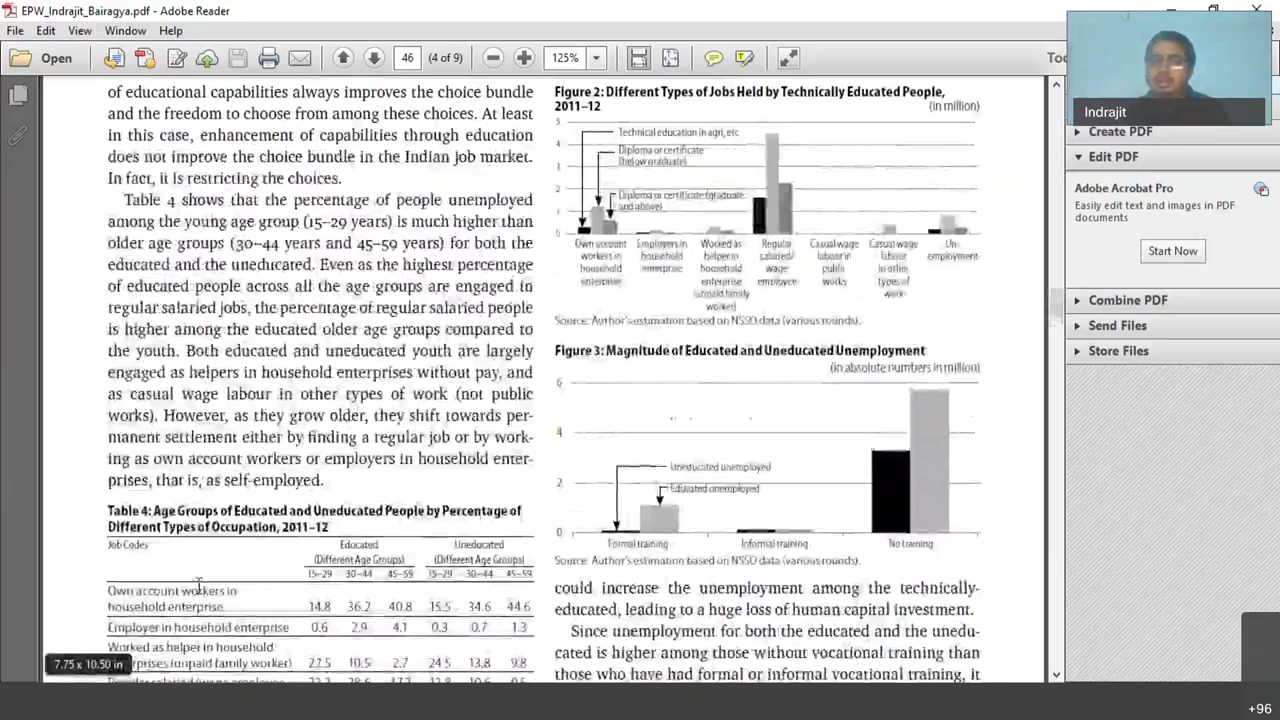 EPW_Indrajit_Bairagya.pdf - Adobe Reader
File Edit View Window Help
Open
46
(4 of 9)
125%
Indrajit
Create PDF
Edit PDF
Adobe Acrobat Pro
Easily edit text and images in PDF
documents
Start Now
Combine PDF
Send Files
Store Files
of educational capabilities always improves the choice bundle
and the freedom to choose from among these choices. At least
in this case, enhancement of capabilities through education
does not improve the choice bundle in the Indian job market.
In fact, it is restricting the choices.
Table 4 shows that the percentage of people unemployed
among the young age group (15–29 years) is much higher than
older age groups (30–44 years and 45–59 years) for both the
educated and the uneducated. Even as the highest percentage
of educated people across all the age groups are engaged in
regular salaried jobs, the percentage of regular salaried people
is higher among the educated older age groups compared to
the youth. Both educated and uneducated youth are largely
engaged as helpers in household enterprises without pay, and
as casual wage labour in other types of work (not public
works). However, as they grow older, they shift towards per-
manent settlement either by finding a regular job or by work-
ing as own account workers or employers in household enter-
prises, that is, as self-employed.
Table 4: Age Groups of Educated and Uneducated People by Percentage of
Different Types of Occupation, 2011–12
Job Codes Educated Uneducated
(Different Age Groups) (Different Age Groups)
15–29 30–44 45–59 15–29 30–44 45–59
Own account workers in
household enterprise 14.8 36.2 40.8 15.5 34.6 44.6
Employer in household enterprise 0.6 2.9 4.1 0.3 0.7 1.3
Worked as helper in household
enterprises (unpaid family worker) 10.5 2.7 24.5 13.8 9.8
7.75 x 10.50 in
Figure 2: Different Types of Jobs Held by Technically Educated People,
2011–12 (in million)
5
4
3
2
1
0
Technical education in agri, etc
Diploma or certificate
(below graduate)
Diploma or certificate (graduate
and above)
Own account
workers in
household
enterprise
Employers in
household
enterprise
Worked as
helper in
household
enterprise
(unpaid family
worker)
Regular
salaried/
wage
employee
Casual wage
labour in
public
works
Casual wage
labour
in other
types of
work
Un-
employment
Source: Author's estimation based on NSSO data (various rounds).
Figure 3: Magnitude of Educated and Uneducated Unemployment
(in absolute numbers in million)
6
4
2
0
Uneducated unemployed
Educated unemployed
Formal training
Informal training
No training
Source: Author's estimation based on NSSO data (various rounds).
could increase the unemployment among the technically-
educated, leading to a huge loss of human capital investment.
Since unemployment for both the educated and the unedu-
cated is higher among those without vocational training than
those who have had formal or informal vocational training, it
+96